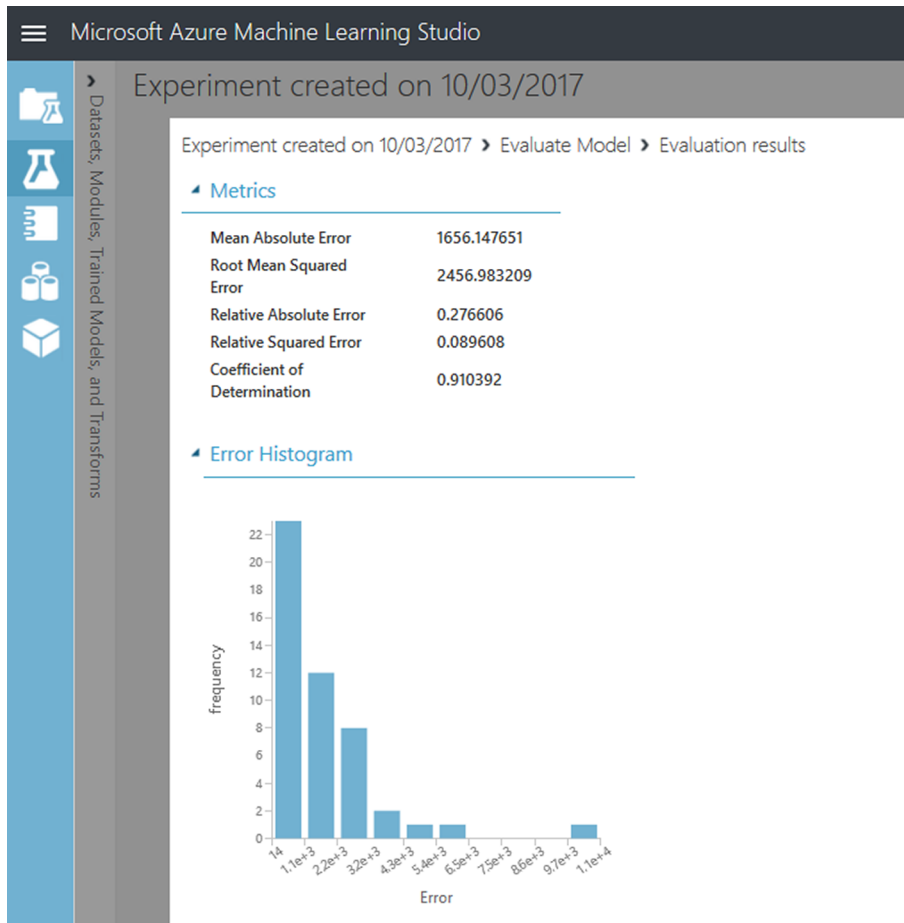 Microsoft Azure Machine Learning Studio
Experiment created on 10/03/2017
Datasets, Modules, Trained Models, and Transforms
Experiment created on 10/03/2017 › Evaluate Model › Evaluation results
Metrics
Mean Absolute Error 1656.147651
Root Mean Squared
Error
2456.983209
Relative Absolute Error 0.276606
Relative Squared Error 0.089608
Coefficient of
Determination
0.910392
Error Histogram
22
20
18
16
14
12
10
8
6
4
2
0
frequency
14 1.1e+3 2.2e+3 3.2e+3 4.3e+3 5.4e+3 6.5e+3 7.5e+3 8.6e+3 9.7e+3 1.1e+4
Error